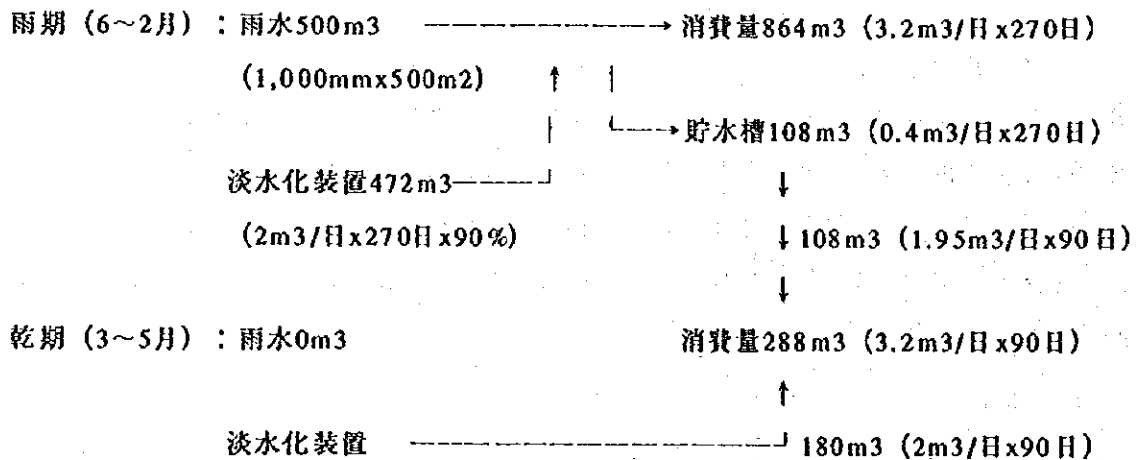 雨期（6〜2月）：雨水500m3 消費量864m3（3.2m3/日x270日）
（1,000mmx500m2）
貯水槽108m3（0.4m3/日x270日）
淡水化装置472m3
（2m3/日x270日x90%）
108m3（1.95m3/日x90日）
乾期（3〜5月）：雨水0m3 消費量288m3（3.2m3/日x90日）
淡水化装置 180m3（2m3/日x90日）